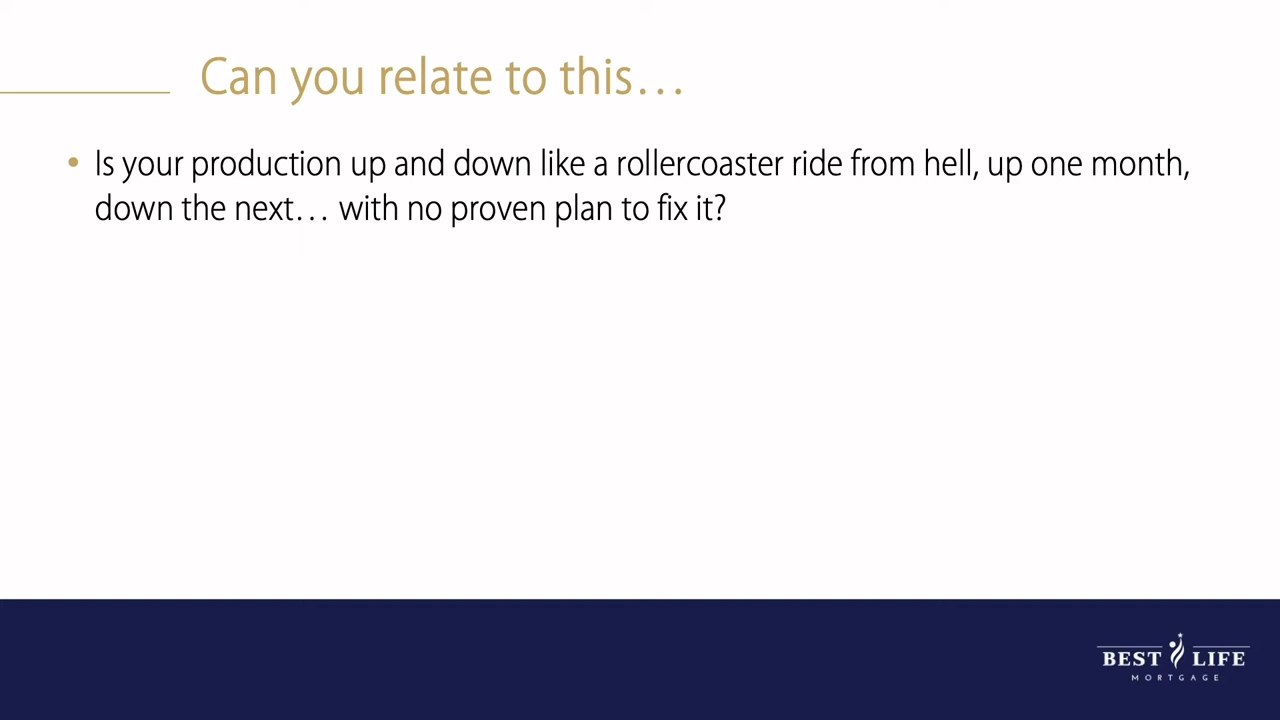 Can you relate to this…
• Is your production up and down like a rollercoaster ride from hell, up one month,
down the next… with no proven plan to fix it?
BEST LIFE
MORTGAGE